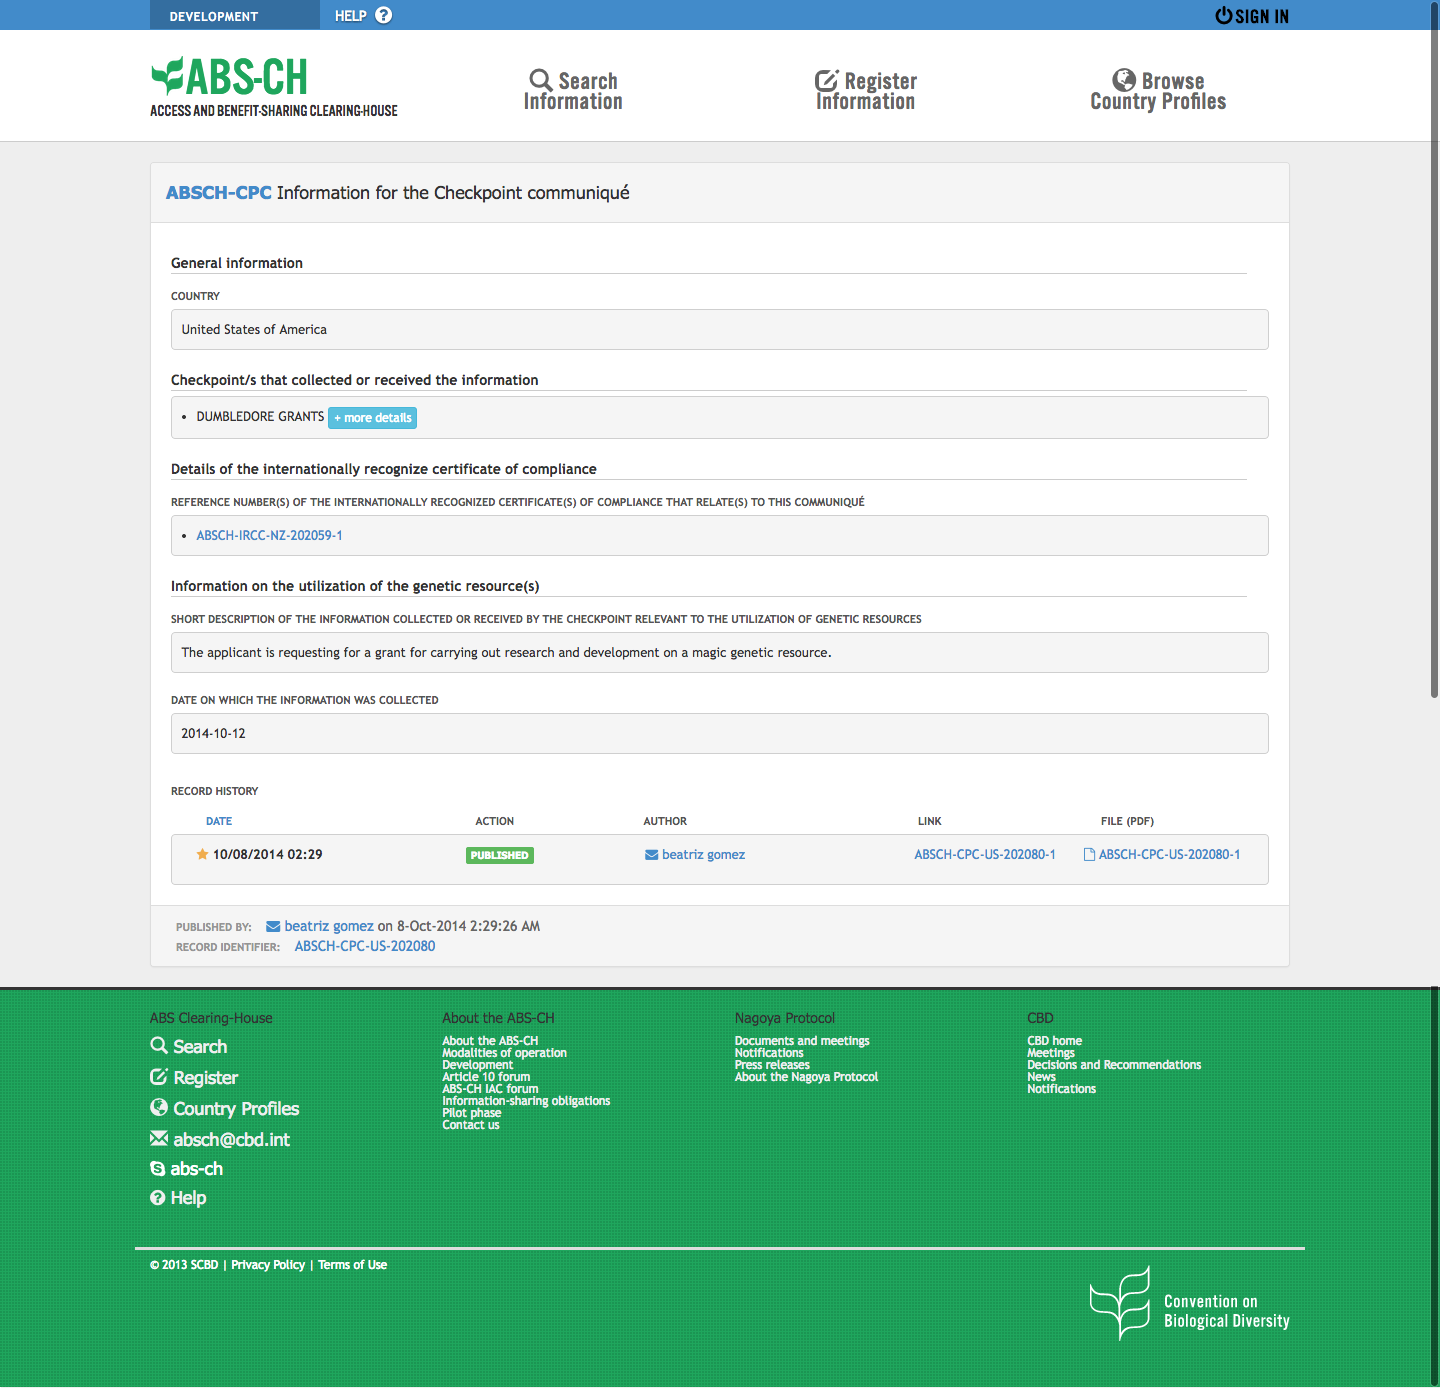 DEVELOPMENT HELP ? SIGN IN
ABS-CH
ACCESS AND BENEFIT-SHARING CLEARING-HOUSE
Search
Information
Register
Information
Browse
Country Profiles
ABSCH-CPC Information for the Checkpoint communiqué
General information
COUNTRY
United States of America
Checkpoint/s that collected or received the information
• DUMBLEDORE GRANTS + more details
Details of the internationally recognize certificate of compliance
REFERENCE NUMBER(S) OF THE INTERNATIONALLY RECOGNIZED CERTIFICATE(S) OF COMPLIANCE THAT RELATE(S) TO THIS COMMUNIQUÉ
• ABSCH-IRCC-NZ-202059-1
Information on the utilization of the genetic resource(s)
SHORT DESCRIPTION OF THE INFORMATION COLLECTED OR RECEIVED BY THE CHECKPOINT RELEVANT TO THE UTILIZATION OF GENETIC RESOURCES
The applicant is requesting for a grant for carrying out research and development on a magic genetic resource.
DATE ON WHICH THE INFORMATION WAS COLLECTED
2014-10-12
RECORD HISTORY
DATE ACTION AUTHOR LINK FILE (PDF)
10/08/2014 02:29 PUBLISHED beatriz gomez ABSCH-CPC-US-202080-1 ABSCH-CPC-US-202080-1
PUBLISHED BY: beatriz gomez on 8-Oct-2014 2:29:26 AM
RECORD IDENTIFIER: ABSCH-CPC-US-202080
ABS Clearing-House
Search
Register
Country Profiles
absch@cbd.int
abs-ch
Help
About the ABS-CH
About the ABS-CH
Modalities of operation
Development
Article 10 forum
ABS-CH IAC forum
Information-sharing obligations
Pilot phase
Contact us
Nagoya Protocol
Documents and meetings
Notifications
Press releases
About the Nagoya Protocol
CBD
CBD home
Meetings
Decisions and Recommendations
News
Notifications
© 2013 SCBD | Privacy Policy | Terms of Use
Convention on
Biological Diversity